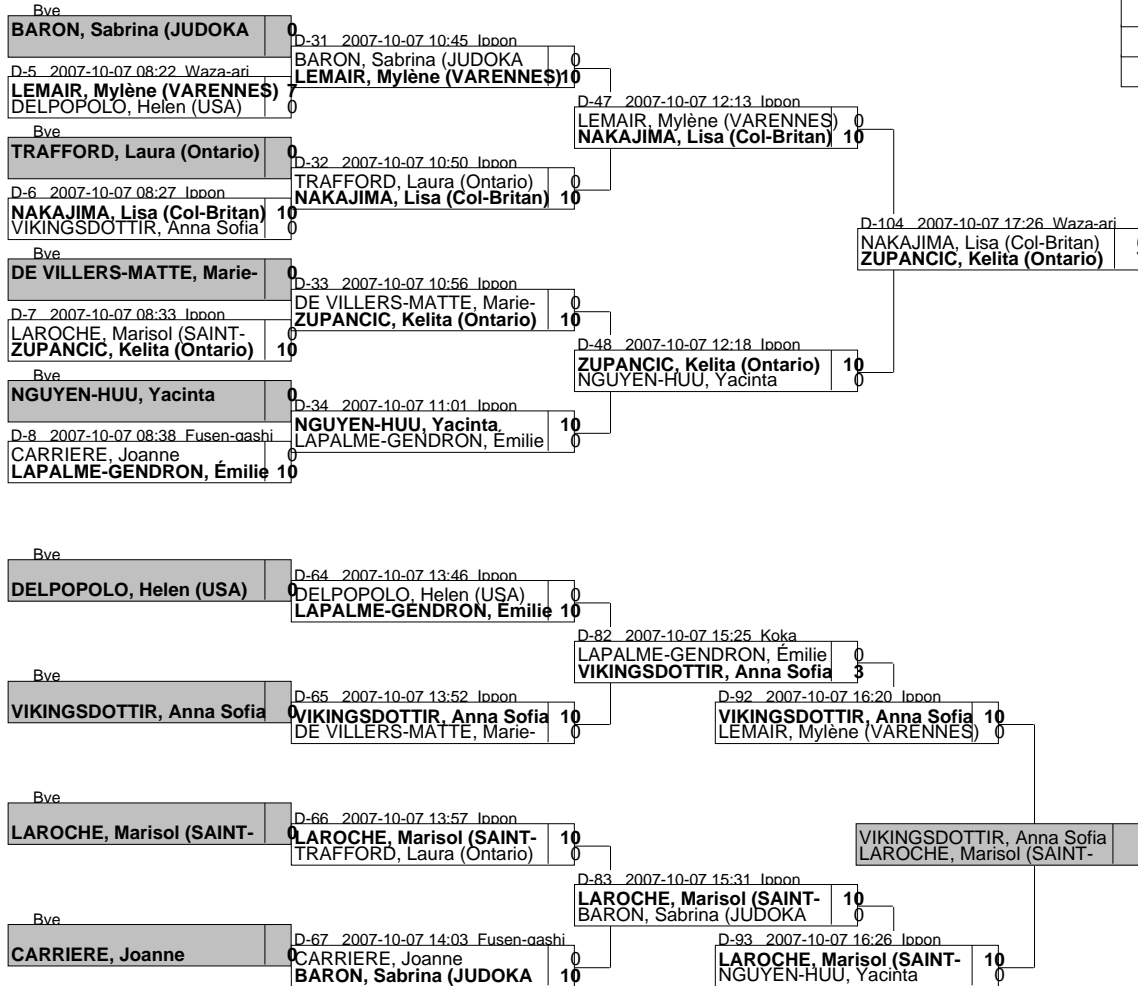 Bye
BARON, Sabrina (JUDOKA 0
D-5 2007-10-07 08:22 Waza-ari
LEMAIR, Mylène (VARENNES) 7
DELPOPOLO, Helen (USA) 0
Bye
TRAFFORD, Laura (Ontario) 0
D-6 2007-10-07 08:27 Ippon
NAKAJIMA, Lisa (Col-Britan) 10
VIKINGSDOTTIR, Anna Sofia 0
Bye
DE VILLERS-MATTE, Marie- 0
D-7 2007-10-07 08:33 Ippon
LAROCHE, Marisol (SAINT- 0
ZUPANCIC, Kelita (Ontario) 10
Bye
NGUYEN-HUU, Yacinta 0
D-8 2007-10-07 08:38 Fusen-gashi
CARRIERE, Joanne 0
LAPALME-GENDRON, Émilie 10
D-31 2007-10-07 10:45 Ippon
BARON, Sabrina (JUDOKA 0
LEMAIR, Mylène (VARENNES) 10
D-32 2007-10-07 10:50 Ippon
TRAFFORD, Laura (Ontario) 0
NAKAJIMA, Lisa (Col-Britan) 10
D-33 2007-10-07 10:56 Ippon
DE VILLERS-MATTE, Marie- 0
ZUPANCIC, Kelita (Ontario) 10
D-34 2007-10-07 11:01 Ippon
NGUYEN-HUU, Yacinta 10
LAPALME-GENDRON, Émilie 0
D-47 2007-10-07 12:13 Ippon
LEMAIR, Mylène (VARENNES) 0
NAKAJIMA, Lisa (Col-Britan) 10
D-48 2007-10-07 12:18 Ippon
ZUPANCIC, Kelita (Ontario) 10
NGUYEN-HUU, Yacinta 0
D-104 2007-10-07 17:26 Waza-ari
NAKAJIMA, Lisa (Col-Britan)
ZUPANCIC, Kelita (Ontario)
Bye
DELPOPOLO, Helen (USA) 0
Bye
VIKINGSDOTTIR, Anna Sofia 0
Bye
LAROCHE, Marisol (SAINT- 0
Bye
CARRIERE, Joanne 0
D-64 2007-10-07 13:46 Ippon
DELPOPOLO, Helen (USA) 0
LAPALME-GENDRON, Émilie 10
D-65 2007-10-07 13:52 Ippon
VIKINGSDOTTIR, Anna Sofia 10
DE VILLERS-MATTE, Marie- 0
D-66 2007-10-07 13:57 Ippon
LAROCHE, Marisol (SAINT- 10
TRAFFORD, Laura (Ontario) 0
D-67 2007-10-07 14:03 Fusen-gashi
CARRIERE, Joanne 0
BARON, Sabrina (JUDOKA 10
D-82 2007-10-07 15:25 Koka
LAPALME-GENDRON, Émilie 0
VIKINGSDOTTIR, Anna Sofia 3
D-83 2007-10-07 15:31 Ippon
LAROCHE, Marisol (SAINT- 10
BARON, Sabrina (JUDOKA 0
D-92 2007-10-07 16:20 Ippon
VIKINGSDOTTIR, Anna Sofia 10
LEMAIR, Mylène (VARENNES) 0
D-93 2007-10-07 16:26 Ippon
LAROCHE, Marisol (SAINT- 10
NGUYEN-HUU, Yacinta 0
VIKINGSDOTTIR, Anna Sofia
LAROCHE, Marisol (SAINT-